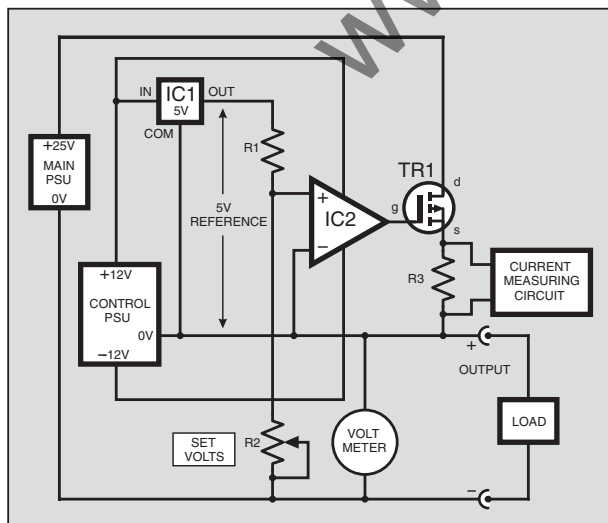 WW
IN
IC1
5V
OUT
COM
+25V
MAIN
PSU
0V
R1
5V
REFERENCE
+
IC2
−
TR1
d
g
s
R3
CURRENT
MEASURING
CIRCUIT
+12V
CONTROL
PSU
0V
−12V
+
OUTPUT
LOAD
SET
VOLTS
R2
VOLT
METER
−